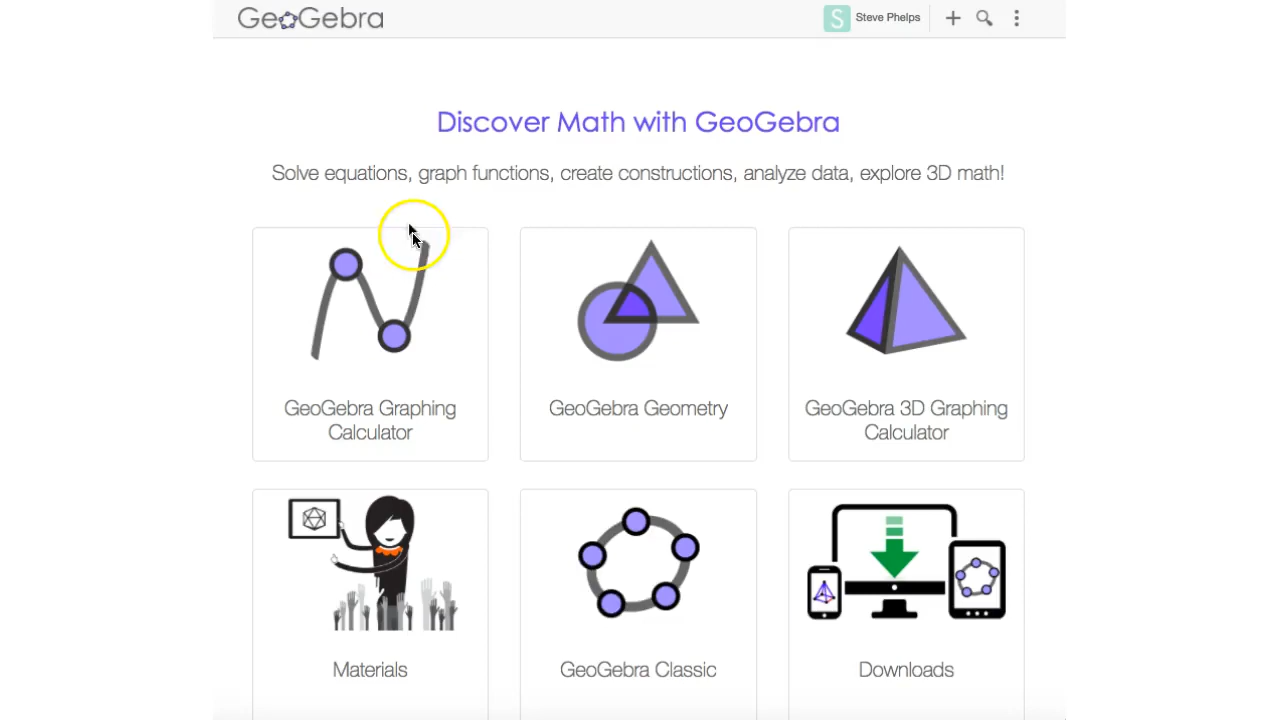 GeoGebra
S Steve Phelps
Discover Math with GeoGebra
Solve equations, graph functions, create constructions, analyze data, explore 3D math!
GeoGebra Graphing
Calculator
GeoGebra Geometry
GeoGebra 3D Graphing
Calculator
Materials
GeoGebra Classic
Downloads